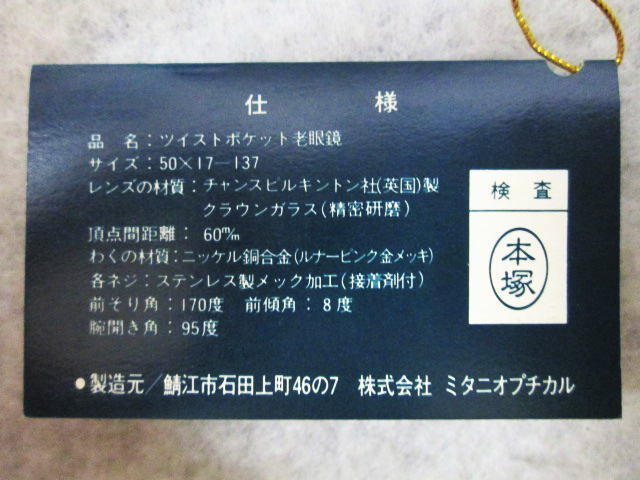 仕様
品 名：ツイストポケット老眼鏡
サイズ：50×17−137
レンズの材質：チャンスピルキントン社(英国)製
クラウンガラス(精密研磨)
頂点間距離： 60m/m
わくの材質：ニッケル銅合金(ルナーピンク金メッキ)
各ネジ：ステンレス製メック加工(接着剤付)
前そり角：170度 前傾角：8度
腕開き角：95度
検査
本塚
●製造元/鯖江市石田上町46の7 株式会社 ミタニオプチカル